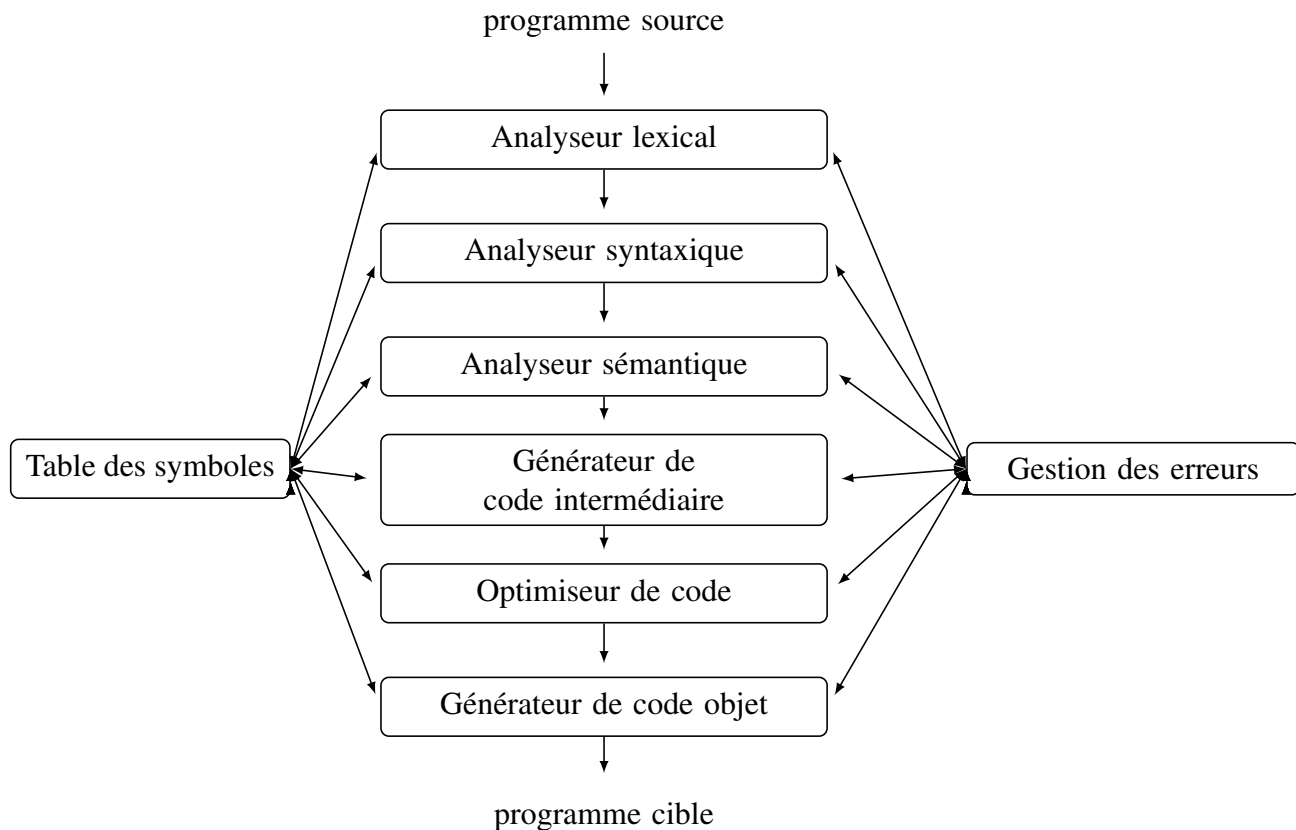 programme source
Analyseur lexical
Analyseur syntaxique
Analyseur sémantique
Table des symboles
Générateur de
code intermédiaire
Gestion des erreurs
Optimiseur de code
Générateur de code objet
programme cible